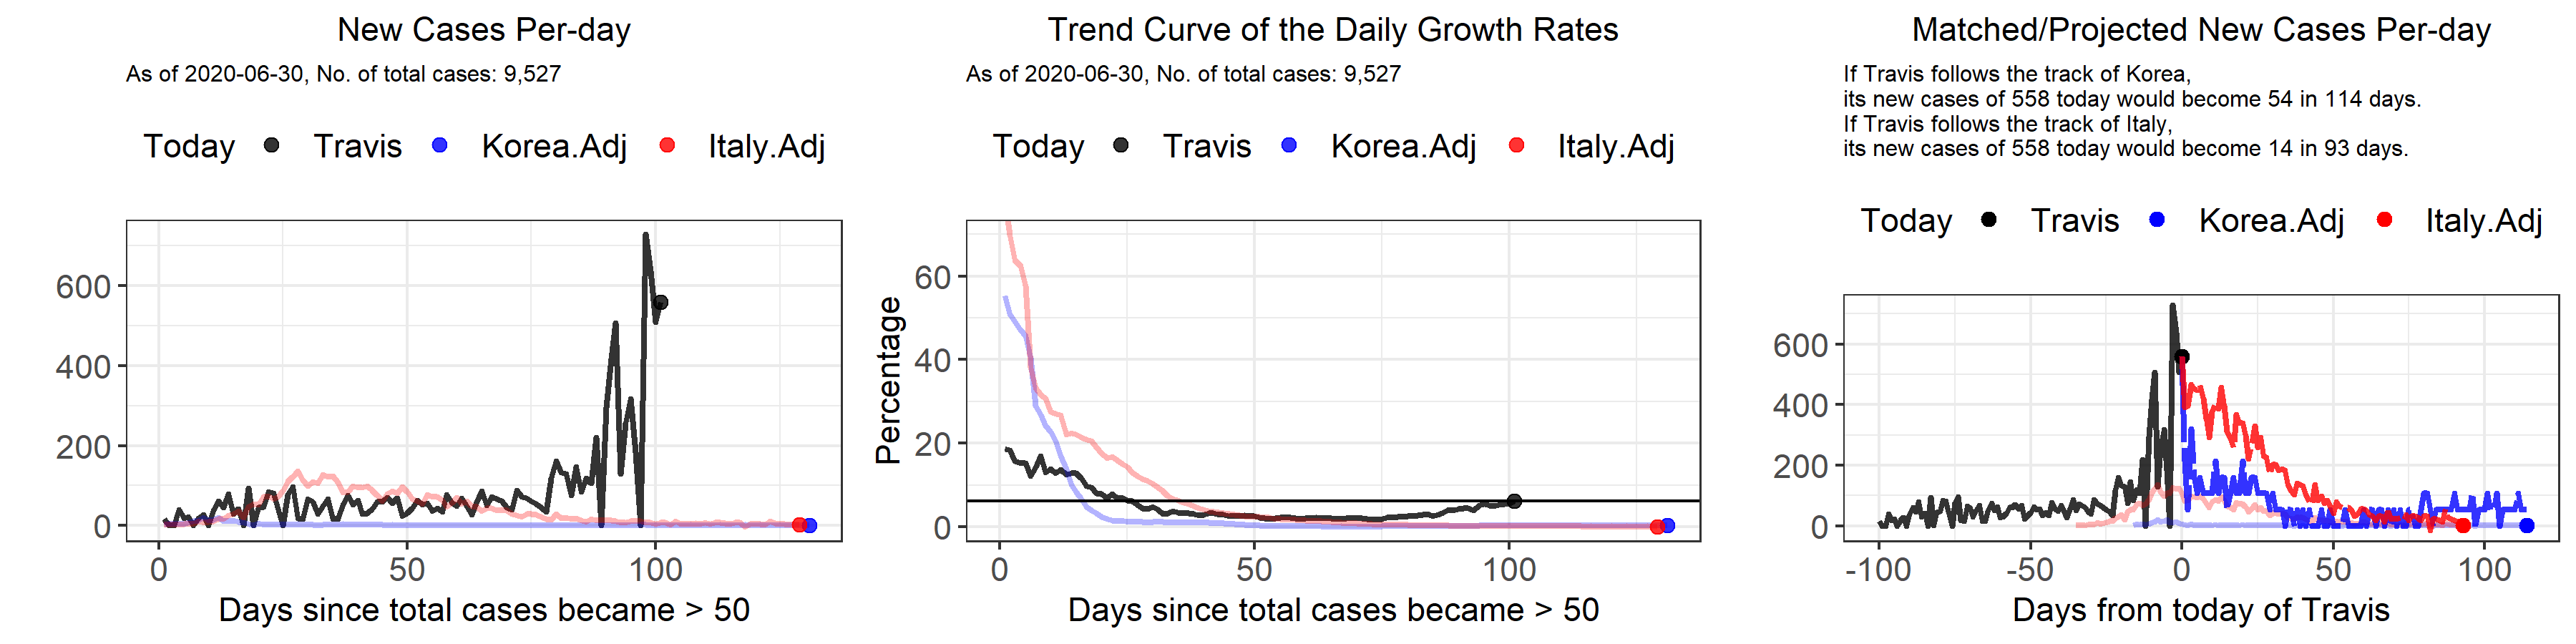 New Cases Per-day
As of 2020-06-30, No. of total cases: 9,527
Today Travis Korea.Adj Italy.Adj
600
400
200
0
0 50 100
Days since total cases became > 50
Trend Curve of the Daily Growth Rates
As of 2020-06-30, No. of total cases: 9,527
Today Travis Korea.Adj Italy.Adj
Percentage
60
40
20
0
0 50 100
Days since total cases became > 50
Matched/Projected New Cases Per-day
If Travis follows the track of Korea,
its new cases of 558 today would become 54 in 114 days.
If Travis follows the track of Italy,
its new cases of 558 today would become 14 in 93 days.
Today Travis Korea.Adj Italy.Adj
600
400
200
0
-100 -50 0 50 100
Days from today of Travis